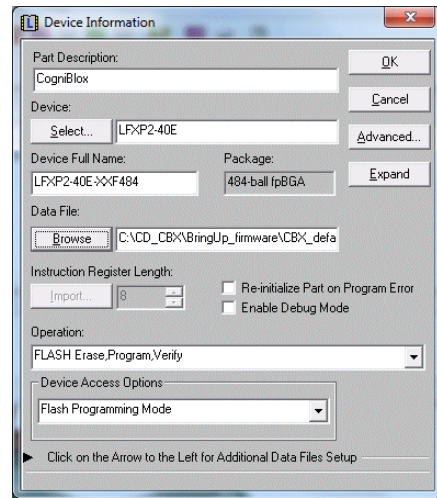 Device Information
Part Description:
CogniBlox
OK
Device:
Cancel
Select... LFXP2-40E
Advanced...
Device Full Name: Package:
LFXP2-40E-XXF484 484-ball fpBGA
Expand
Data File:
Browse C:\CD_CBX\BringUp_firmware\CBX_defa
Instruction Register Length:
Import... 8
Re-initialize Part on Program Error
Enable Debug Mode
Operation:
FLASH Erase,Program,Verify
Device Access Options
Flash Programming Mode
Click on the Arrow to the Left for Additional Data Files Setup